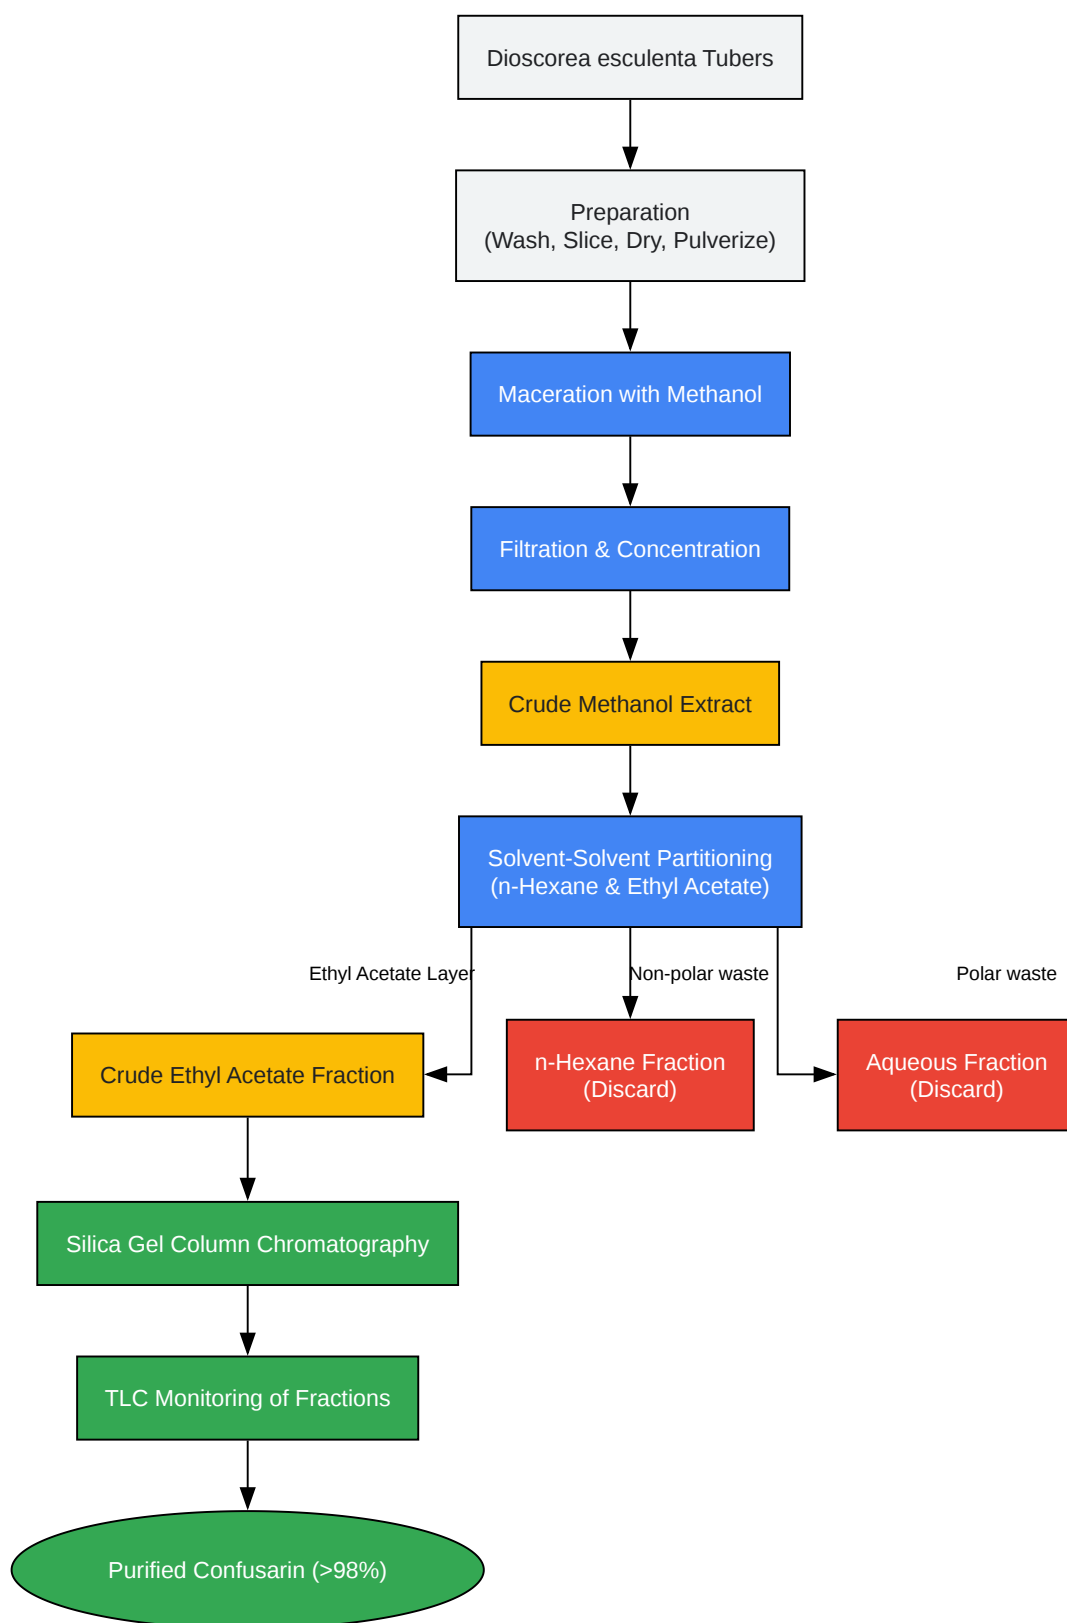 Dioscorea esculenta Tubers
Preparation
(Wash, Slice, Dry, Pulverize)
Maceration with Methanol
Filtration & Concentration
Crude Methanol Extract
Solvent-Solvent Partitioning
(n-Hexane & Ethyl Acetate)
Ethyl Acetate Layer
Non-polar waste
Polar waste
Crude Ethyl Acetate Fraction
n-Hexane Fraction
(Discard)
Aqueous Fraction
(Discard)
Silica Gel Column Chromatography
TLC Monitoring of Fractions
Purified Confusarin (>98%)